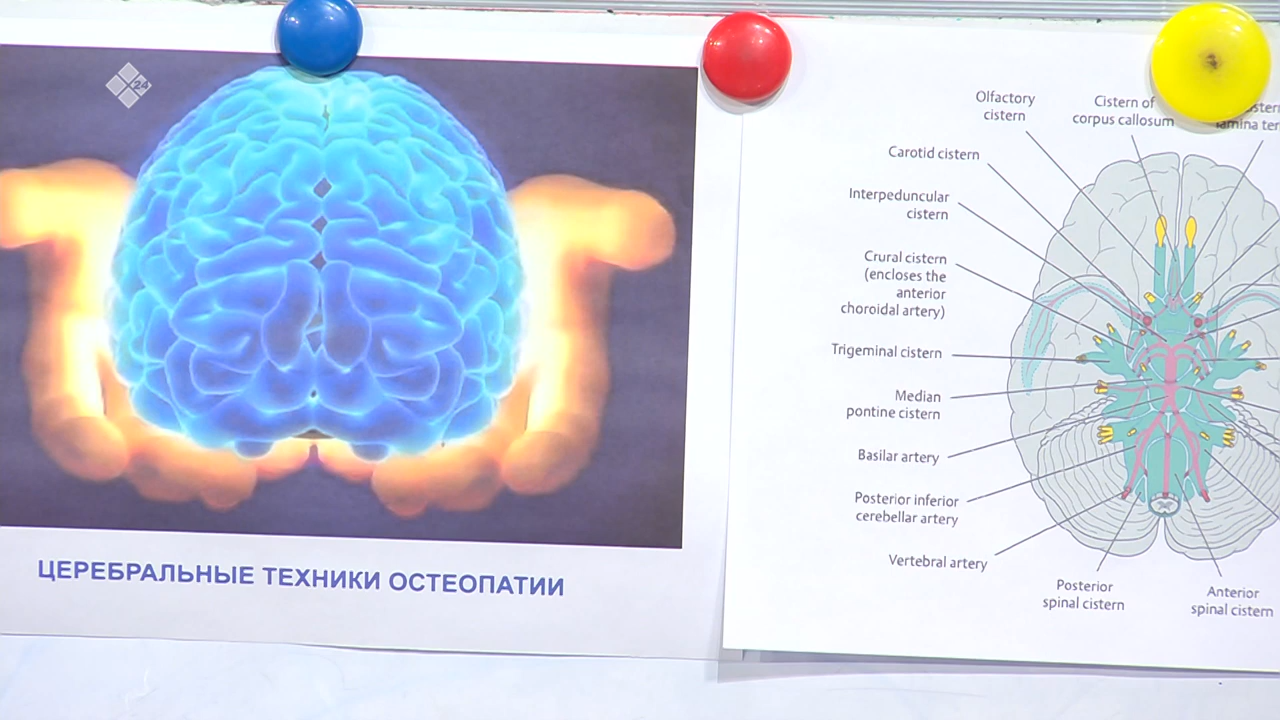 х24
ЦЕРЕБРАЛЬНЫЕ ТЕХНИКИ ОСТЕОПАТИИ
Olfactory
cistern
Cistern of
corpus callosum
lamina
Carotid cistern
Interpeduncular
cistern
Crural cistern
(encloses the
anterior
choroidal artery)
Trigeminal cistern
Median
pontine cistern
Basilar artery
Posterior inferior
cerebellar artery
Vertebral artery
Posterior
spinal cistern
Anterior
spinal cistern